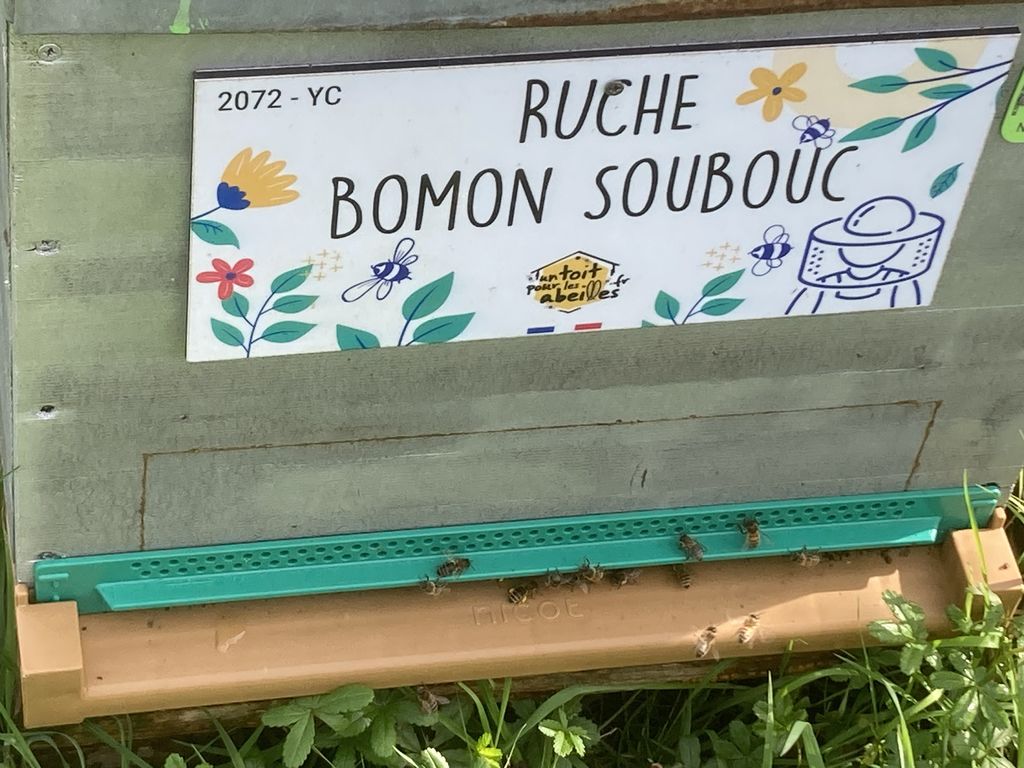 2072 - YC
RUCHE
BOMON SOUBOUC
un toit
pour les .fr
abeilles
nicot